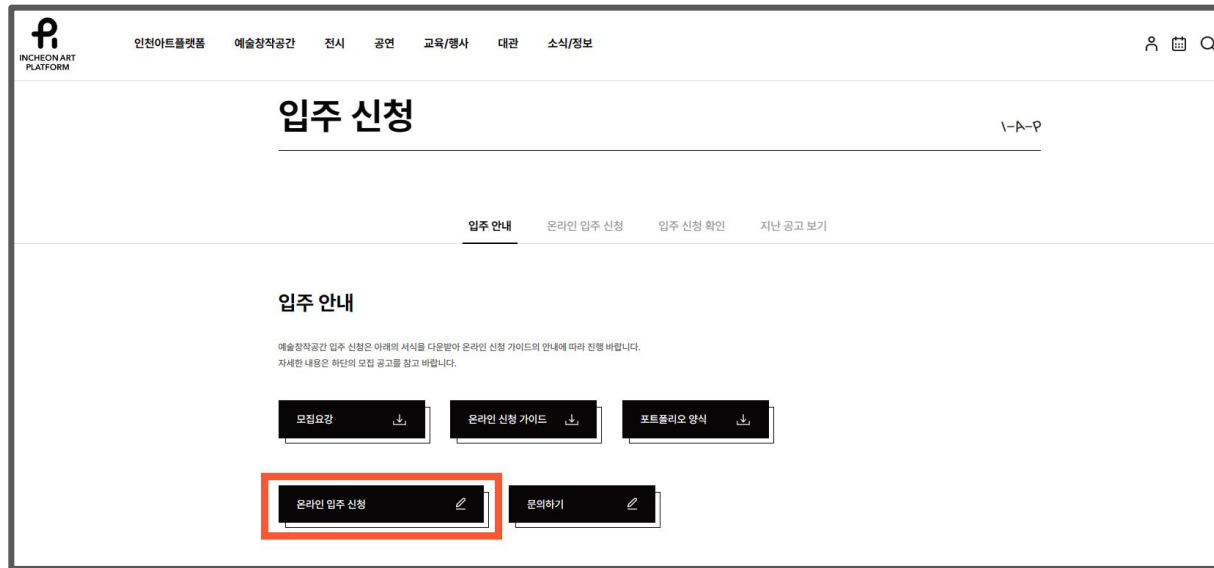 INCHEON ART
PLATFORM
인천아트플랫폼 예술창작공간 전시 공연 교육/행사 대관 소식/정보
입주 신청
I-A-P
입주 안내 온라인 입주 신청 입주 신청 확인 지난 공고 보기
입주 안내
예술창작공간 입주 신청은 아래의 서식을 다운받아 온라인 신청 가이드의 안내에 따라 진행 바랍니다.
자세한 내용은 하단의 모집 공고를 참고 바랍니다.
모집요강 온라인 신청 가이드 포트폴리오 양식
온라인 입주 신청 문의하기